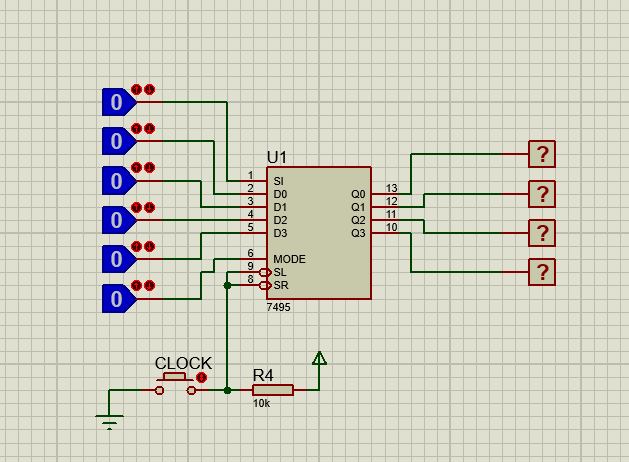 0
0
0
0
0
0
U1
1 SI
2 D0
3 D1
4 D2
5 D3
6 MODE
9 SL
8 SR
Q0 13
Q1 12
Q2 11
Q3 10
7495
?
?
?
?
CLOCK
R4
10k